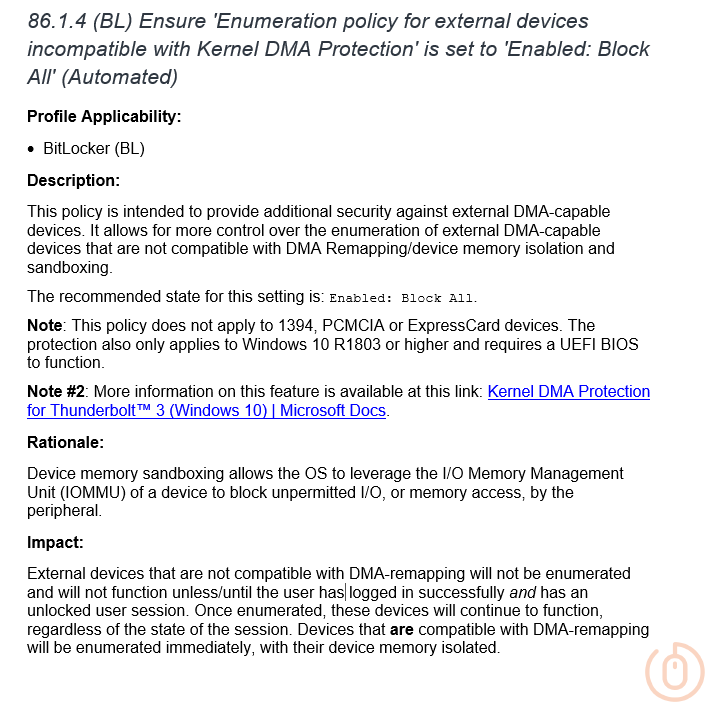 86.1.4 (BL) Ensure 'Enumeration policy for external devices
incompatible with Kernel DMA Protection' is set to 'Enabled: Block
All' (Automated)
Profile Applicability:
• BitLocker (BL)
Description:
This policy is intended to provide additional security against external DMA-capable
devices. It allows for more control over the enumeration of external DMA-capable
devices that are not compatible with DMA Remapping/device memory isolation and
sandboxing.
The recommended state for this setting is: Enabled: Block All.
Note: This policy does not apply to 1394, PCMCIA or ExpressCard devices. The
protection also only applies to Windows 10 R1803 or higher and requires a UEFI BIOS
to function.
Note #2: More information on this feature is available at this link: Kernel DMA Protection
for Thunderbolt™ 3 (Windows 10) | Microsoft Docs.
Rationale:
Device memory sandboxing allows the OS to leverage the I/O Memory Management
Unit (IOMMU) of a device to block unpermitted I/O, or memory access, by the
peripheral.
Impact:
External devices that are not compatible with DMA-remapping will not be enumerated
and will not function unless/until the user has logged in successfully and has an
unlocked user session. Once enumerated, these devices will continue to function,
regardless of the state of the session. Devices that are compatible with DMA-remapping
will be enumerated immediately, with their device memory isolated.